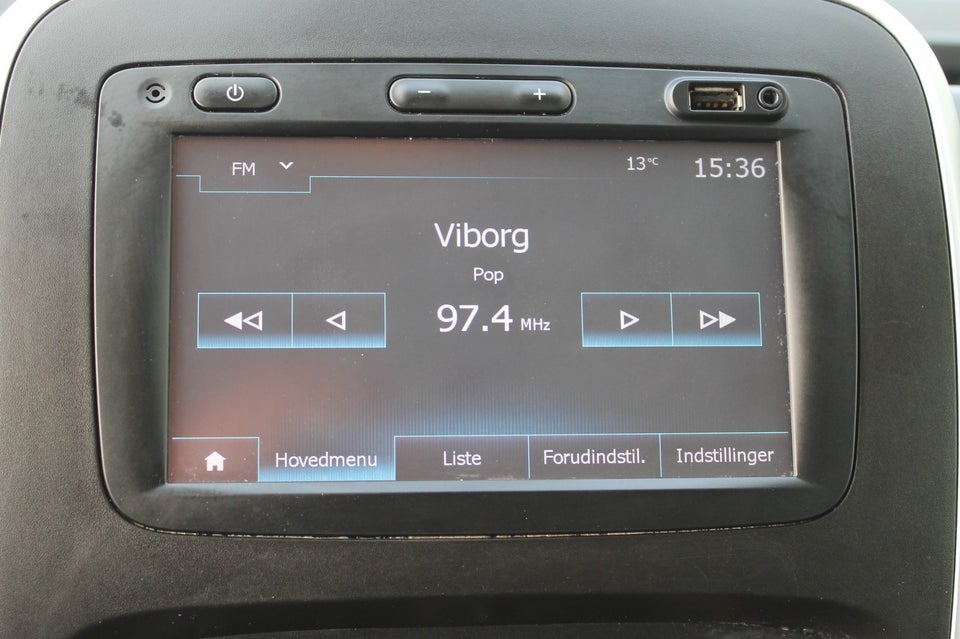 FM
13°C 15:36
Viborg
Pop
97.4 MHz
Hovedmenu Liste Forudindstil. Indstillinger